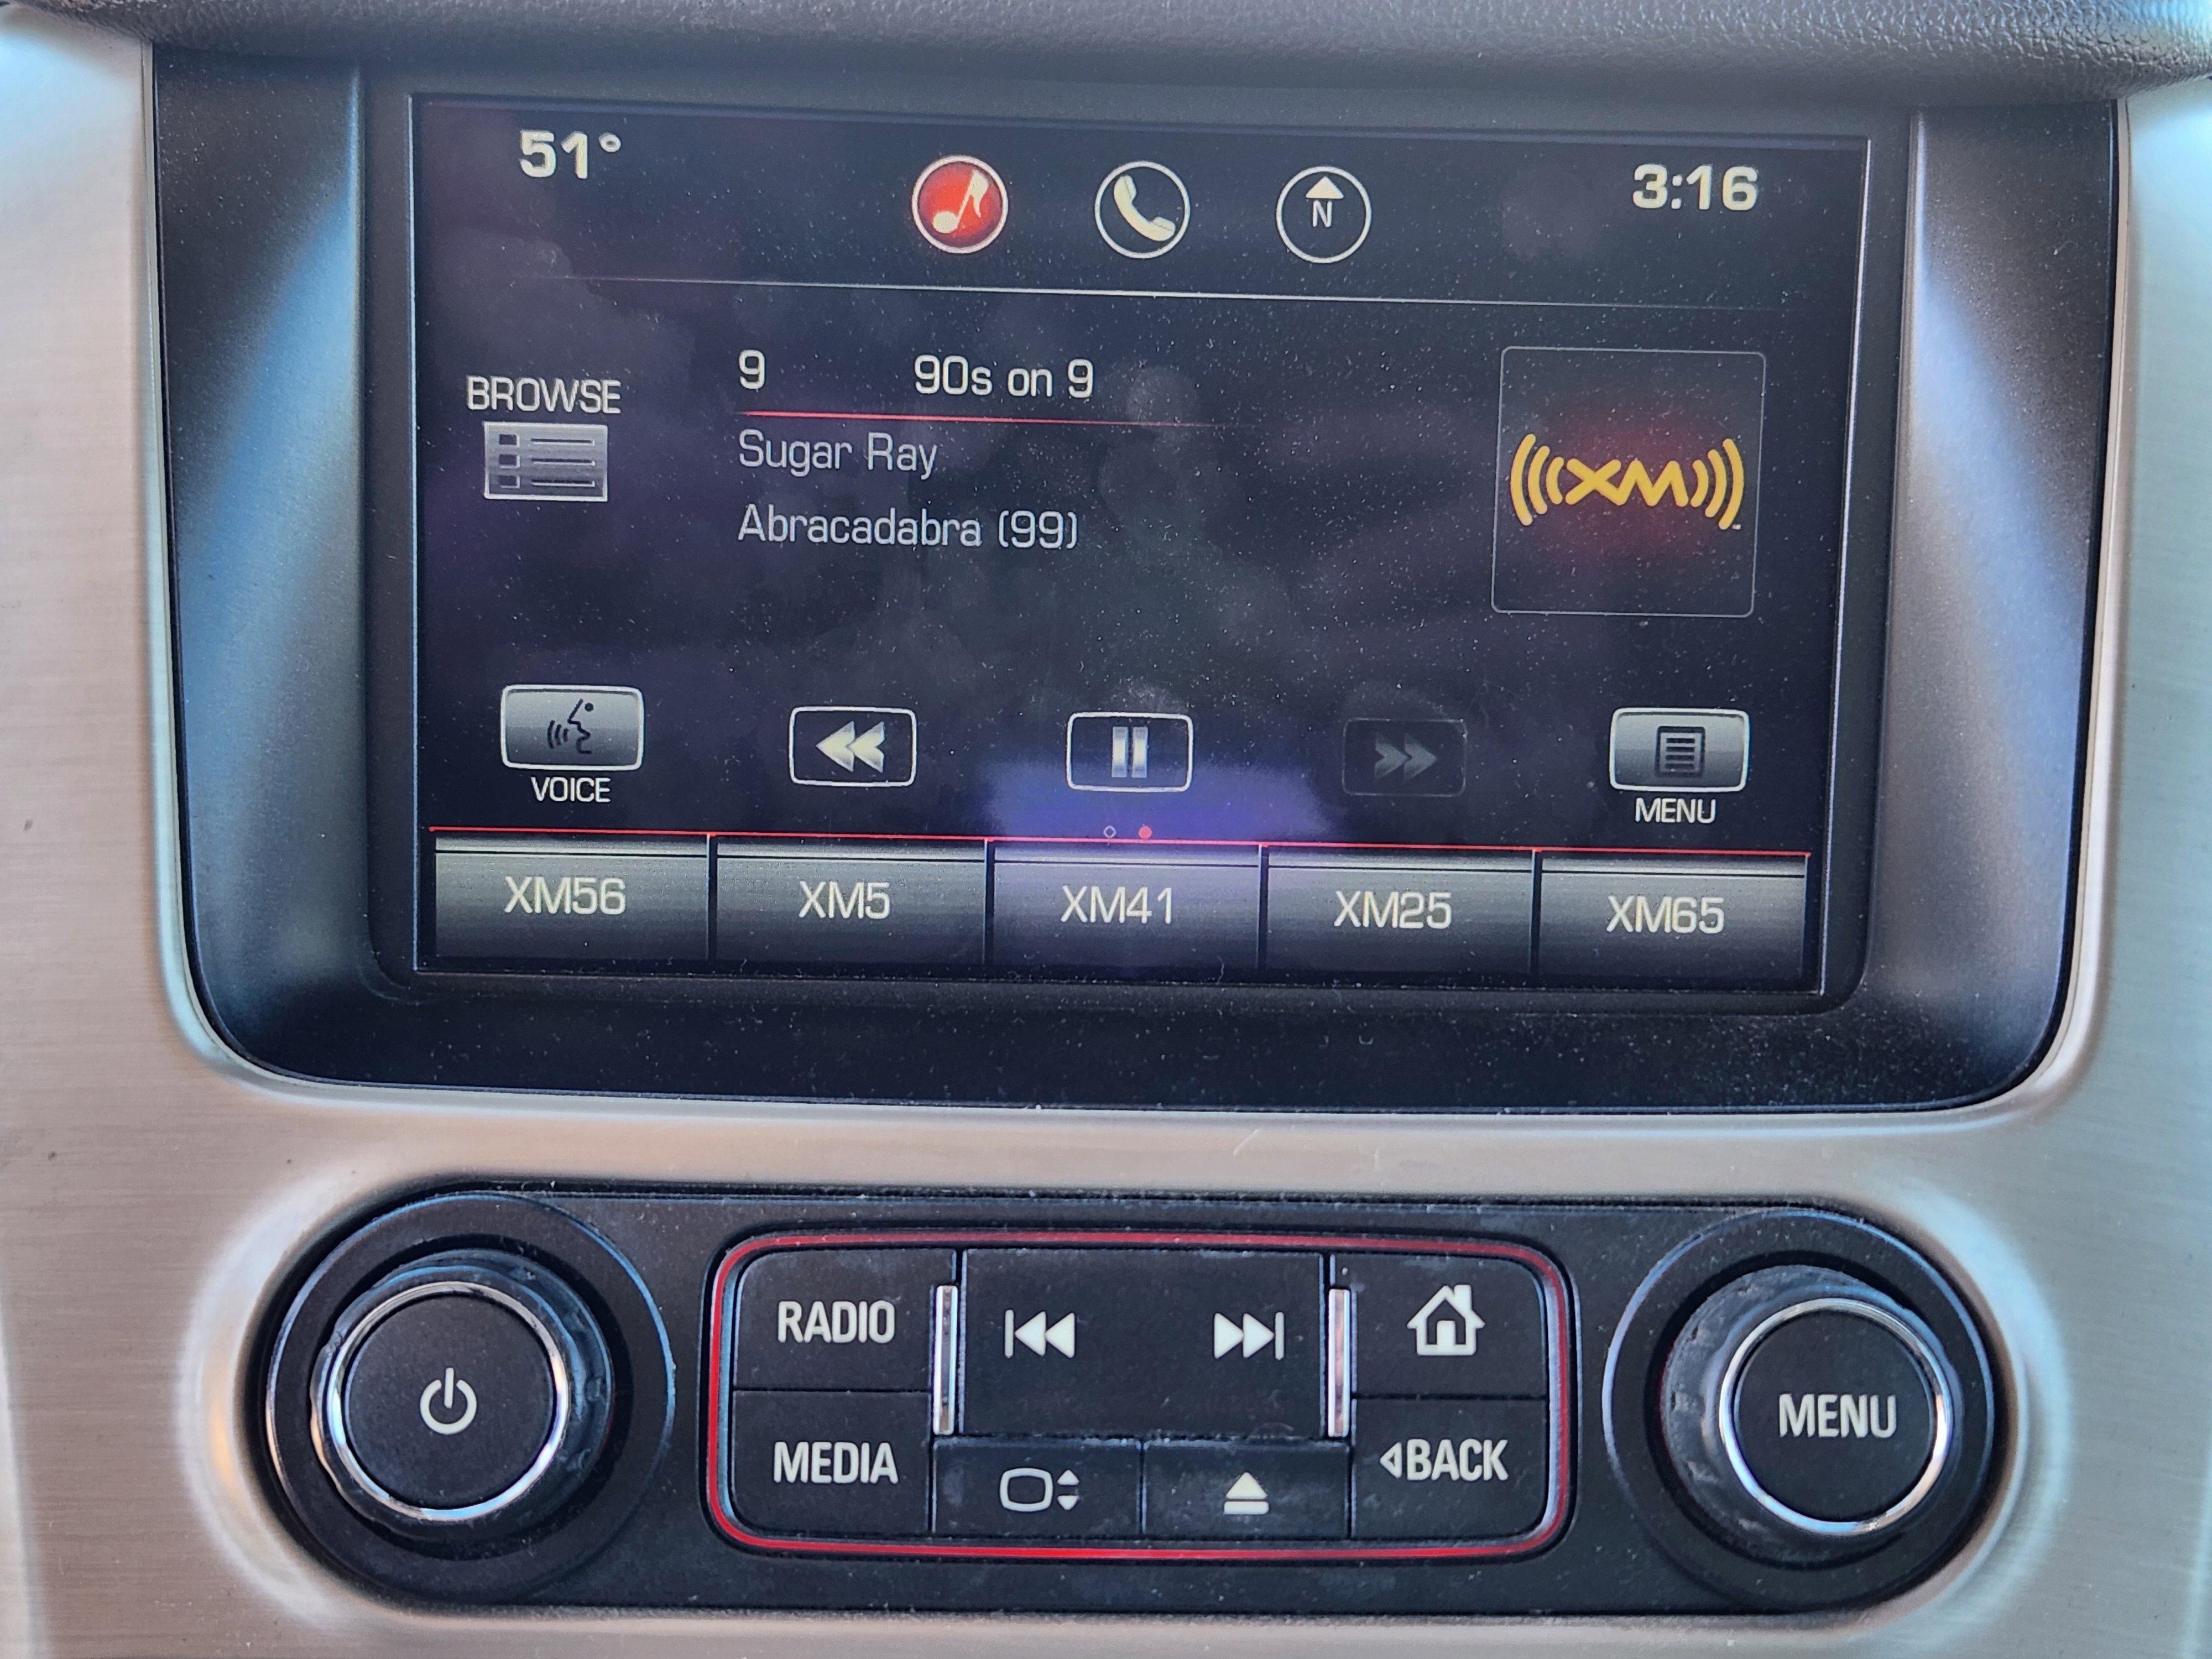 51° 3:16
N
9 90s on 9
BROWSE
Sugar Ray
(((XM)))
Abracadabra (99)
VOICE
MENU
XM56 XM5 XM41 XM25 XM65
RADIO
MENU
MEDIA
BACK